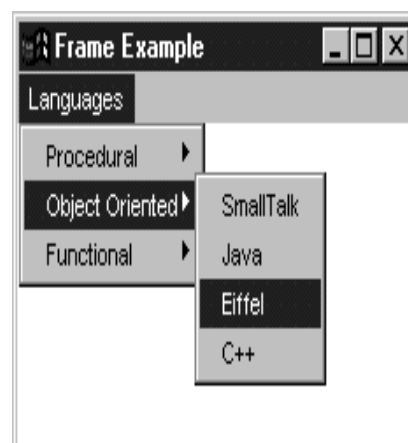 Frame Example
Languages
Procedural
Object Oriented
Functional
SmallTalk
Java
Eiffel
C++